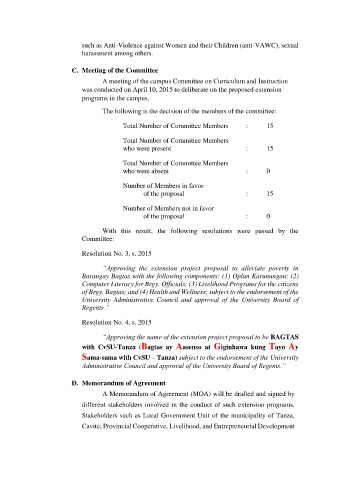 such as Anti-Violence against Women and their Children (anti-VAWC), sexual
harassment among others.
C. Meeting of the Committee
A meeting of the campus Committee on Curriculum and Instruction
was conducted on April 10, 2015 to deliberate on the proposed extension
programs in the campus.
The following is the decision of the members of the committee:
Total Number of Committee Members : 15
Total Number of Committee Members
who were present : 15
Total Number of Committee Members
who were absent : 0
Number of Members in favor
of the proposal : 15
Number of Members not in favor
of the proposal : 0
With this result, the following resolutions were passed by the
Committee:
Resolution No. 3, s. 2015
"Approving the extension project proposal to alleviate poverty in
Barangay Bagtas with the following components: (1) Oplan Karunungan; (2)
Computer Literacy for Brgy. Officials; (3) Livelihood Programs for the citizens
of Brgy. Bagtas; and (4) Health and Wellness; subject to the endorsement of the
University Administrative Council and approval of the University Board of
Regents."
Resolution No. 4, s. 2015
"Approving the name of the extension project proposal to be BAGTAS
with CvSU-Tanza (Bagtas ay Aasenso at Giginhawa kung Tayo Ay
Sama-sama with CvSU – Tanza) subject to the endorsement of the University
Administrative Council and approval of the University Board of Regents."
D. Memorandum of Agreement
A Memorandum of Agreement (MOA) will be drafted and signed by
different stakeholders involved in the conduct of such extension programs.
Stakeholders such as Local Government Unit of the municipality of Tanza,
Cavite; Provincial Cooperative, Livelihood, and Entrepreneurial Development